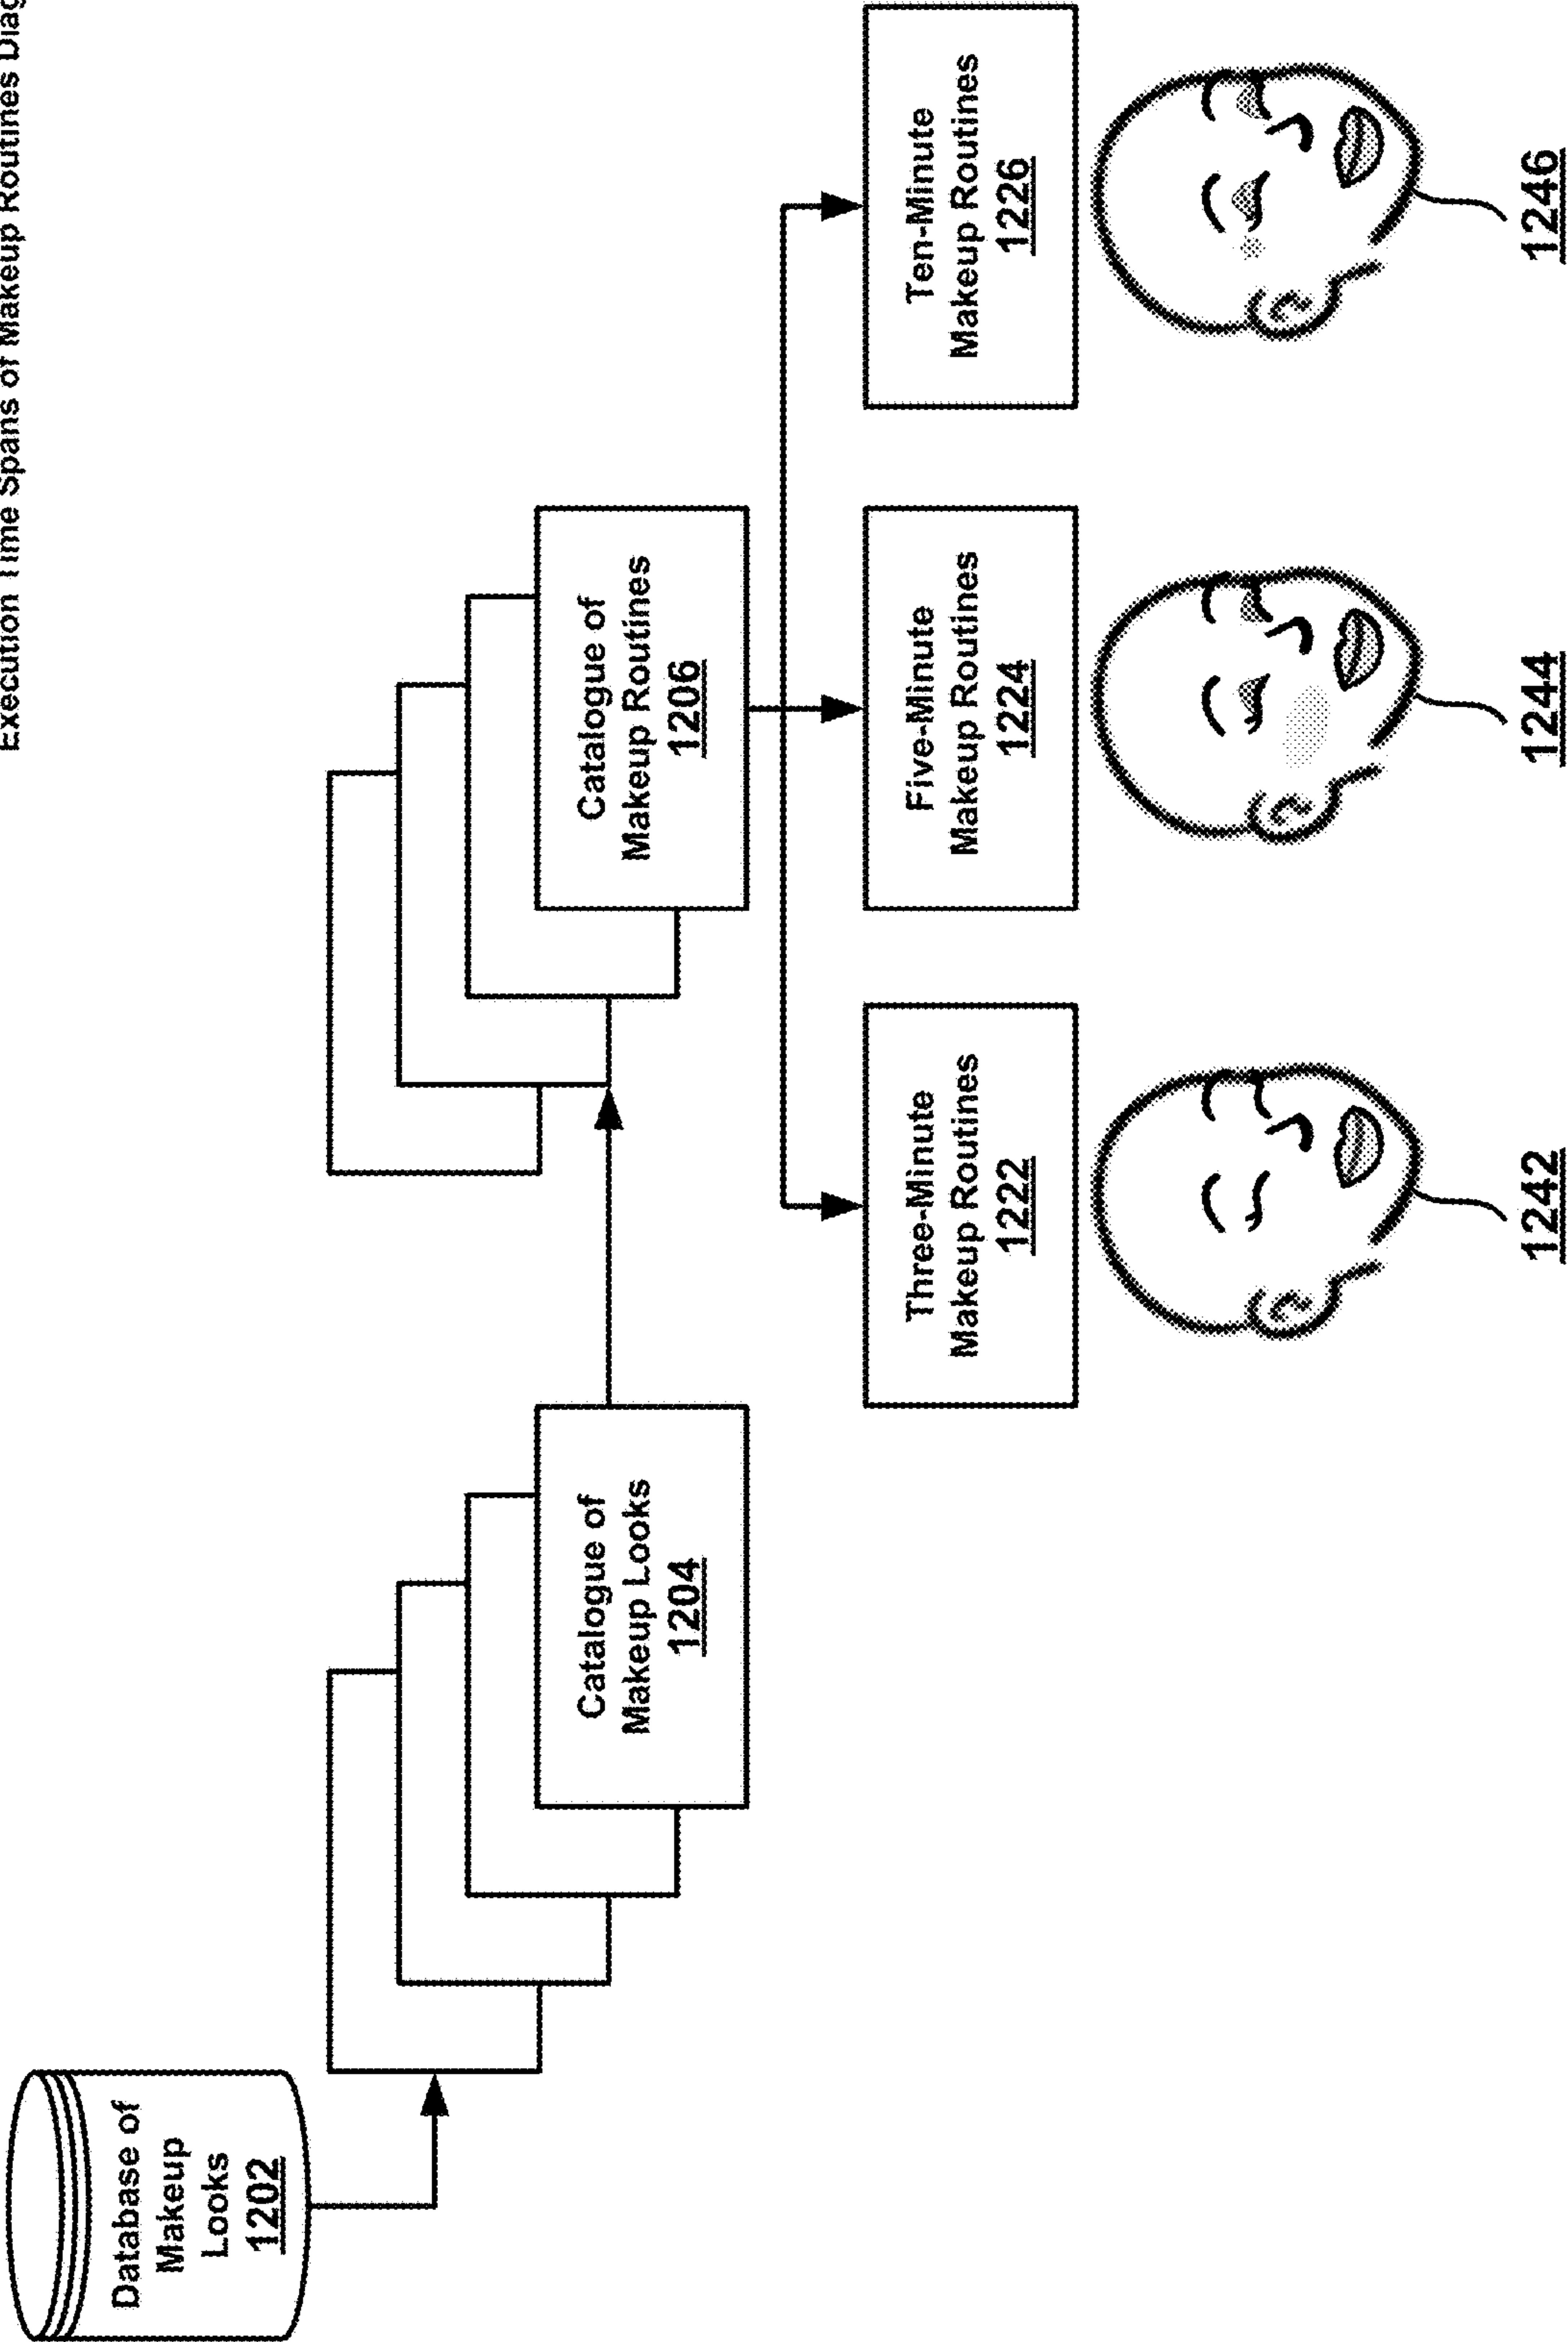 Execution Time Spans of Makeup Routines
Database of
Makeup
Looks
1202
Catalogue of
Makeup Looks
1204
Catalogue of
Makeup Routines
1206
Three-Minute
Makeup Routines
1222
Five-Minute
Makeup Routines
1224
Ten-Minute
Makeup Routines
1226
1242
1244
1246